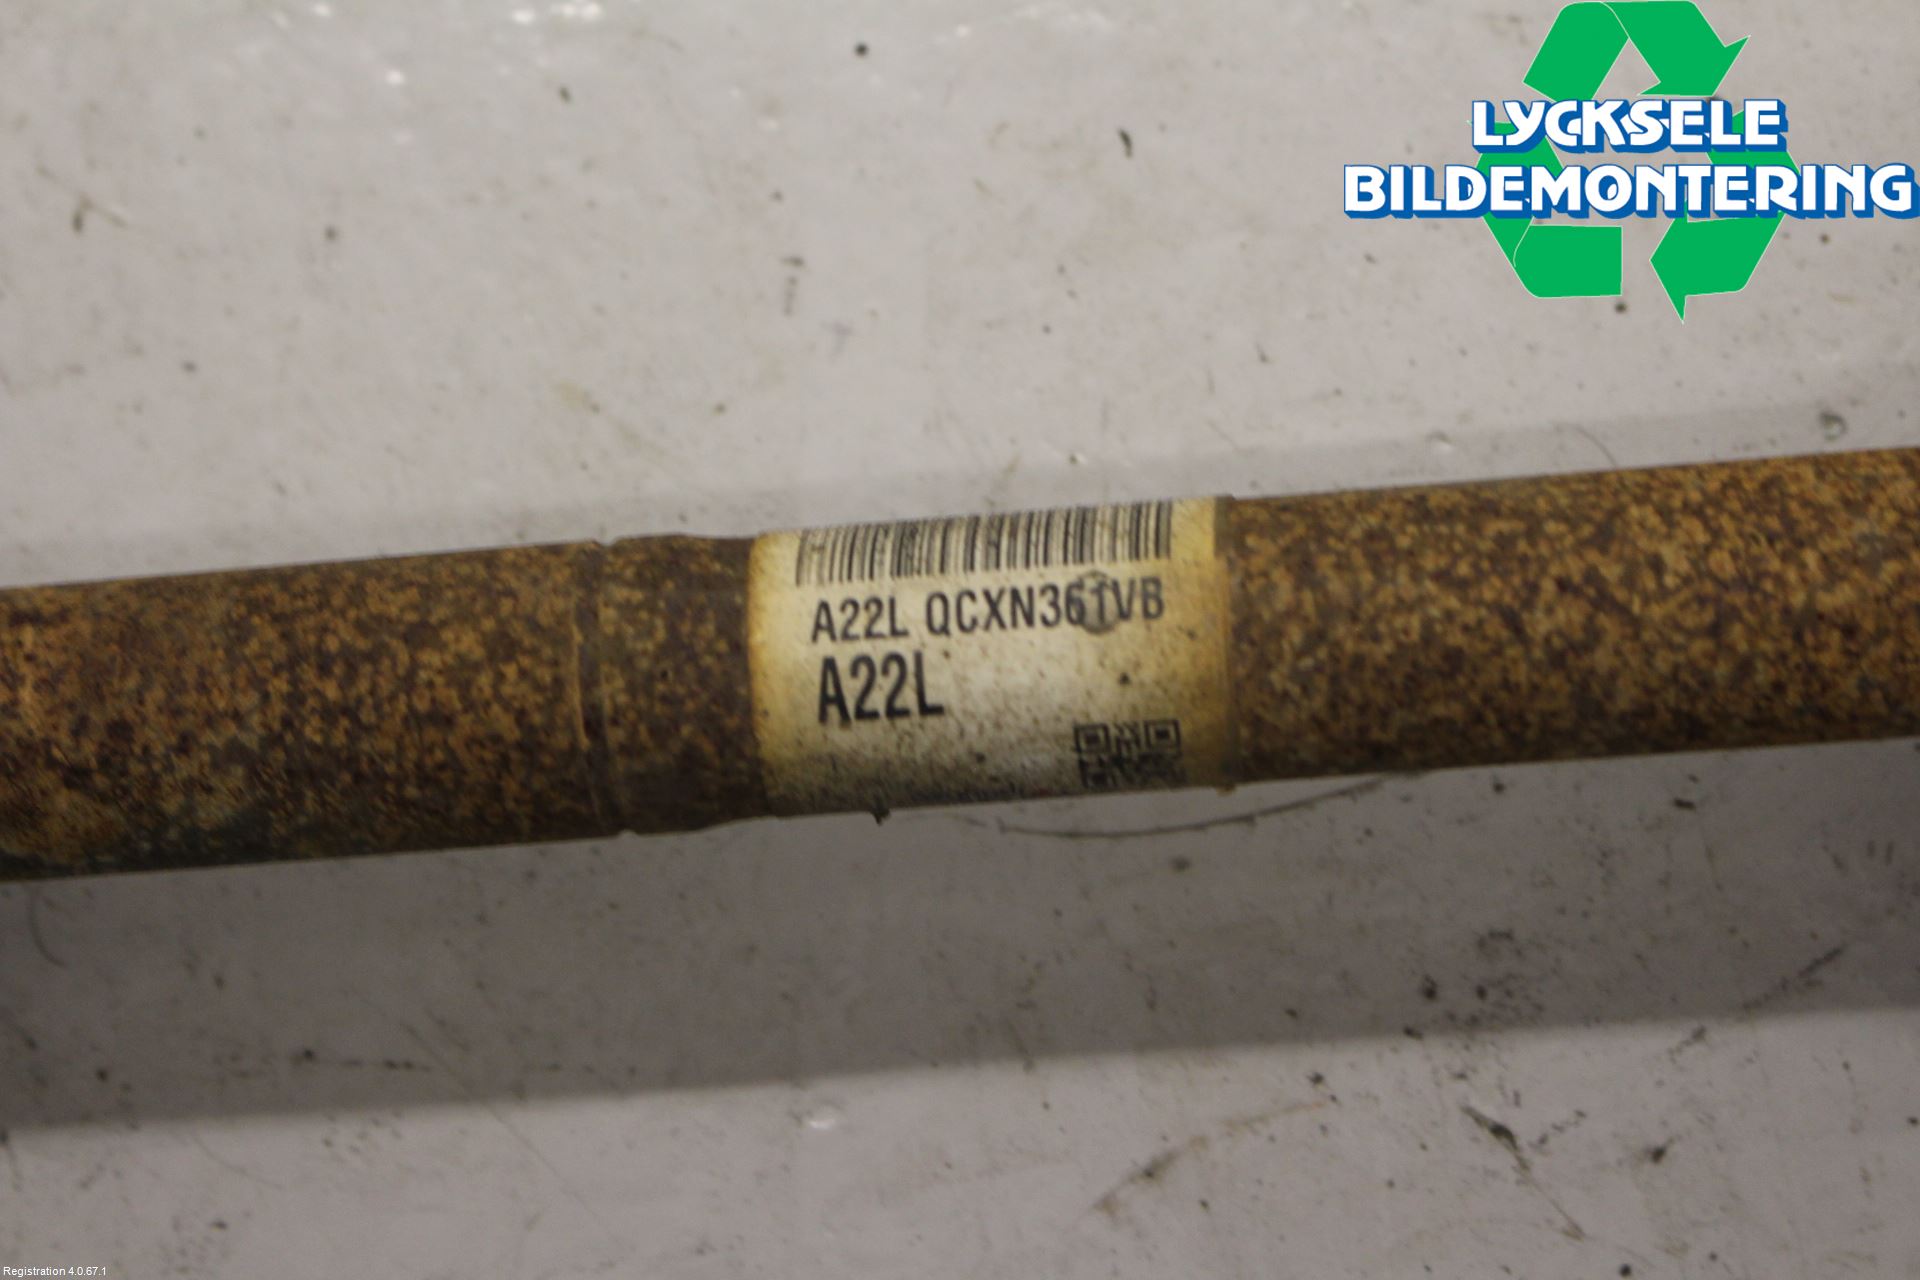 LYCKSELE
BILDEMONTERING
A22L QCXN361VB
A22L
Registration 4.0.67.1